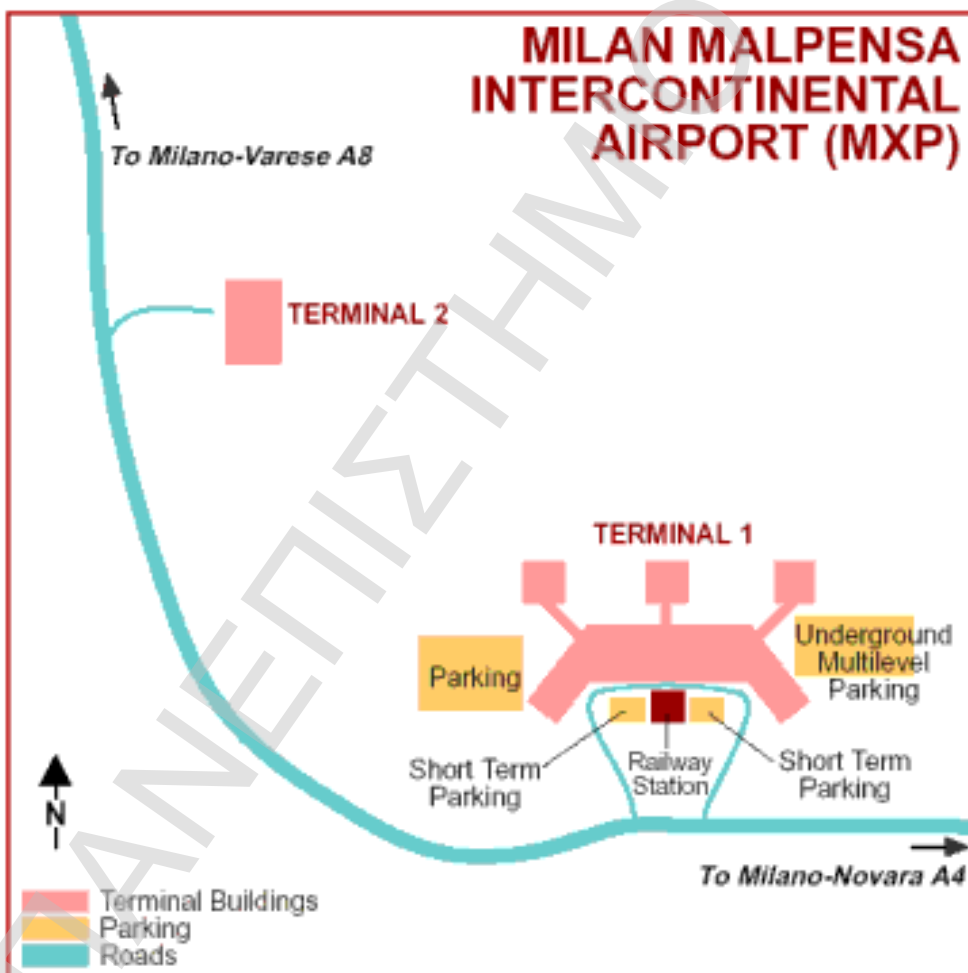 MILAN MALPENSA
INTERCONTINENTAL
AIRPORT (MXP)
To Milano-Varese A8
TERMINAL 2
TERMINAL 1
Parking
Underground
Multilevel
Parking
Short Term
Parking
Railway
Station
Short Term
Parking
N
To Milano-Novara A4
Terminal Buildings
Parking
Roads
ΠΑΝΕΠΙΣΤΗΜΙΟ